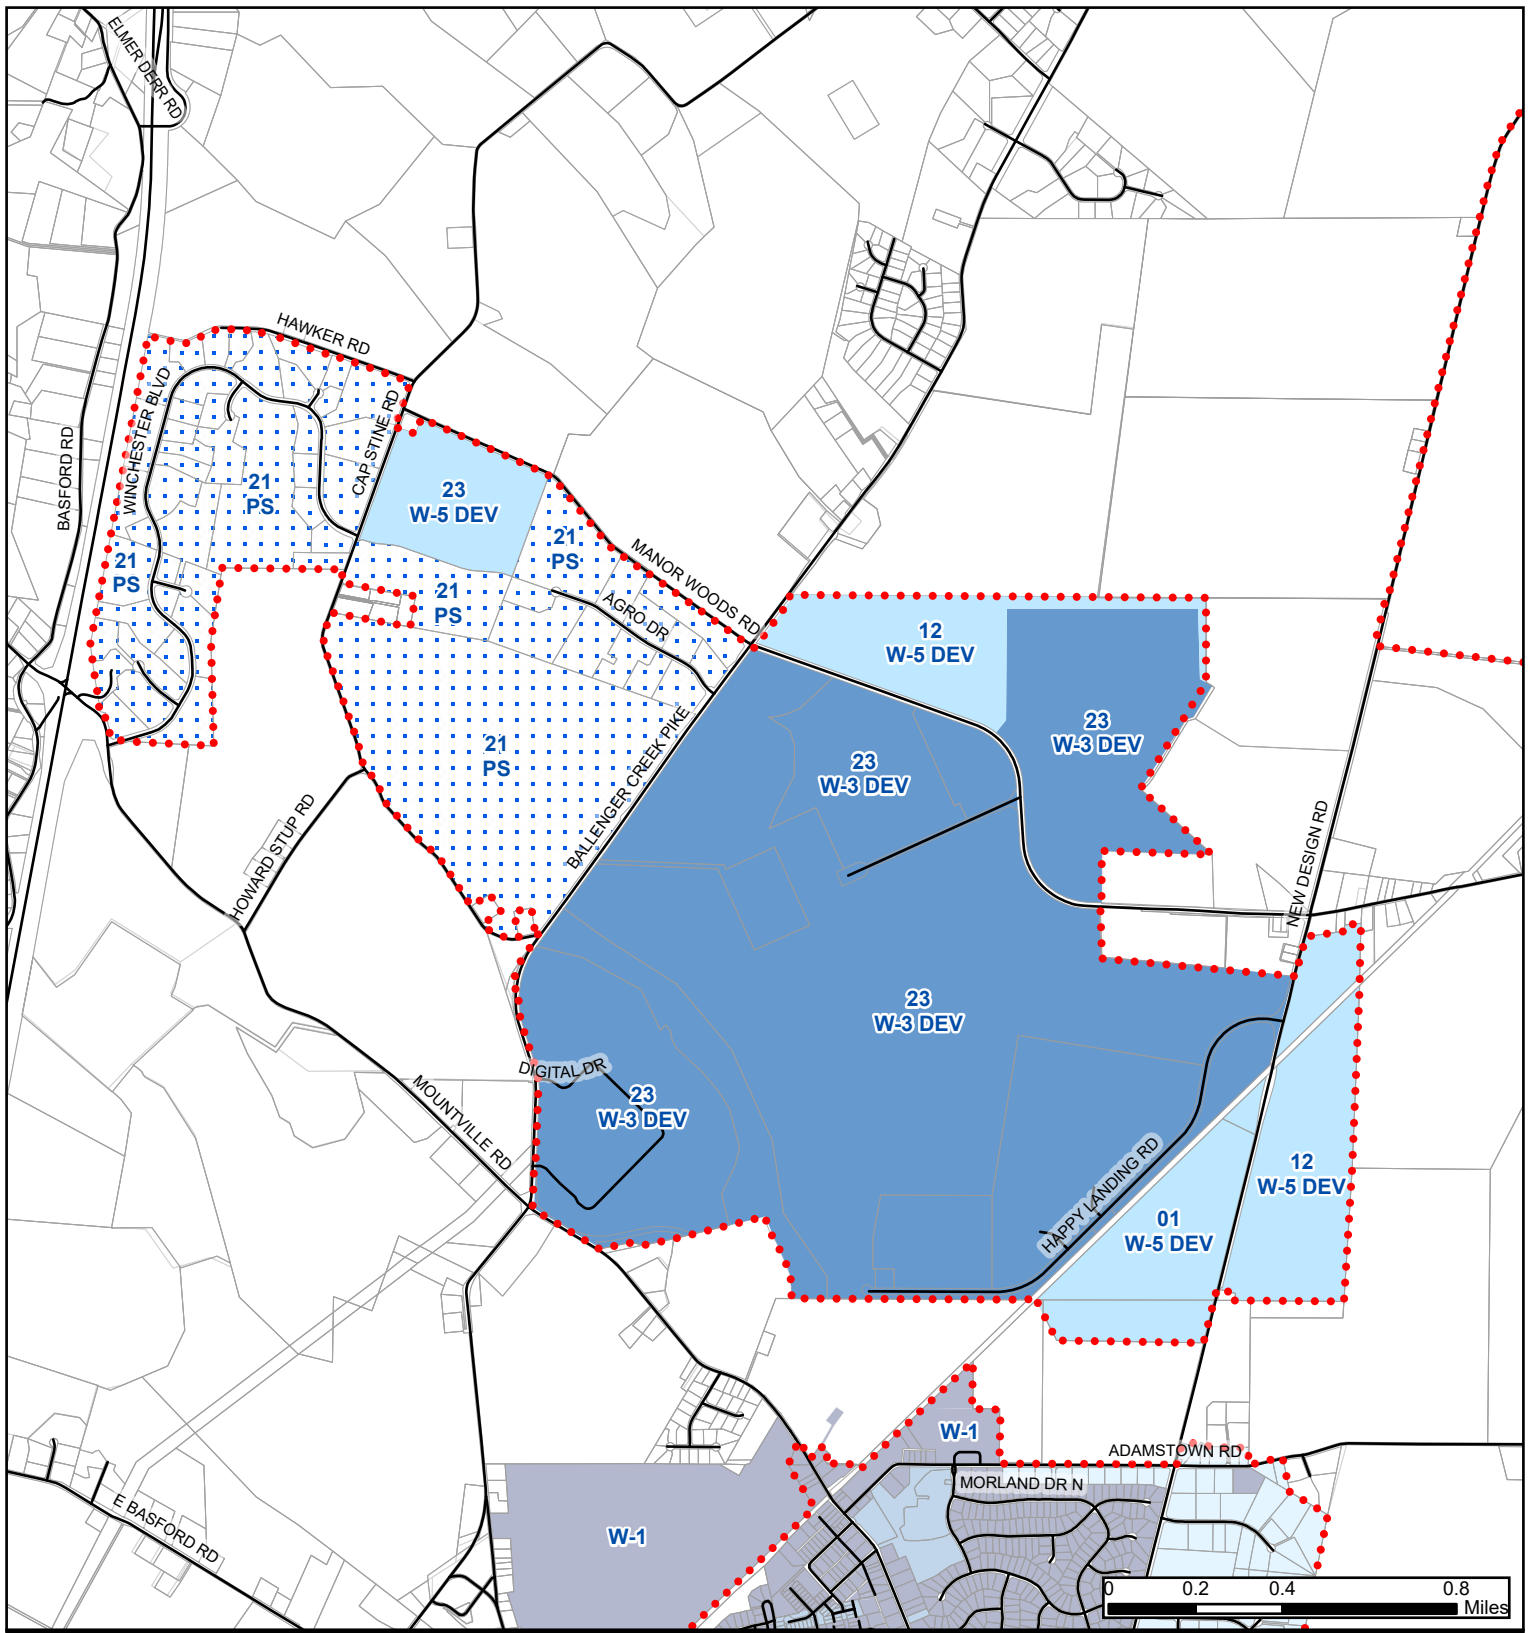 ELMER DERR RD
HAWKER RD
WINCHESTER BLVD
CAP STINE RD
BASFORD RD
21
PS
23
W-5 DEV
21
PS
21
PS
21
PS
MANOR WOODS RD
AGRO DR
12
W-5 DEV
23
W-3 DEV
23
W-3 DEV
21
PS
BALLENGER CREEK PIKE
HOWARD STUP RD
NEW DESIGN RD
23
W-3 DEV
DIGITAL DR
23
W-3 DEV
MOUNTVILLE RD
HAPPY LANDING RD
12
W-5 DEV
01
W-5 DEV
W-1
ADAMSTOWN RD
MORLAND DR N
E BASFORD RD
W-1
0 0.2 0.4 0.8
Miles